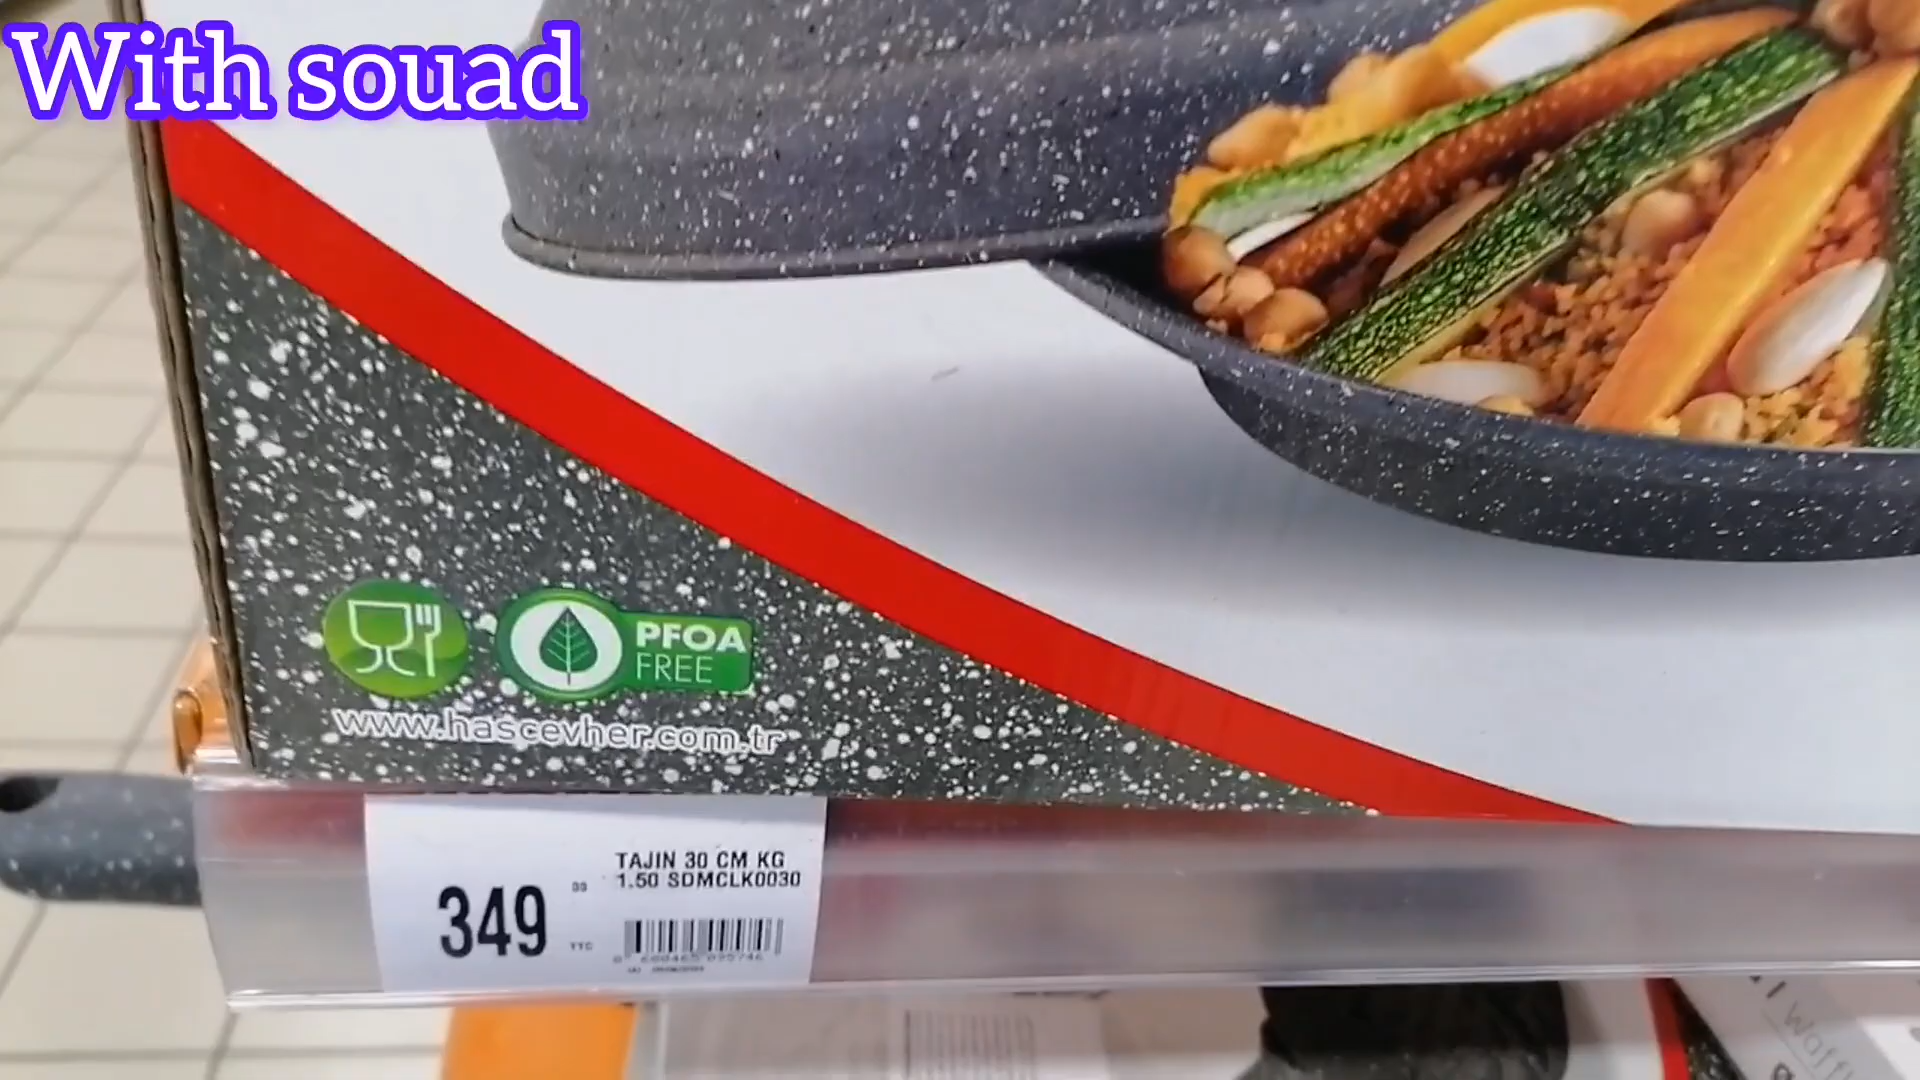 With souad
PFOA
FREE
www.hascevher.com.tr
TAJIN 30 CM KG
1.50 SDMCLK0030
349